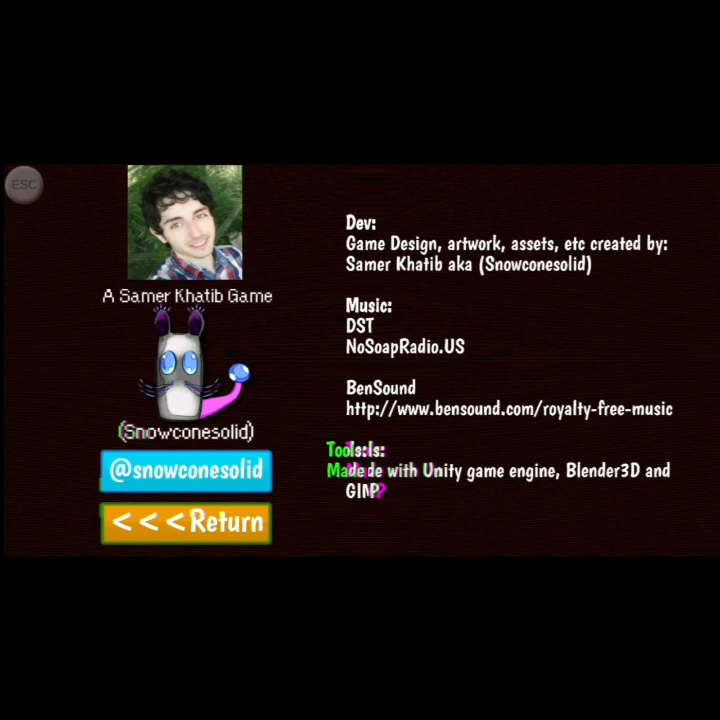 ESC
A Samer Khatib Game
(Snowconesolid)
@snowconesolid
< < < Return
Dev:
Game Design, artwork, assets, etc created by:
Samer Khatib aka (Snowconesolid)
Music:
DST
NoSoapRadio.US
BenSound
http://www.bensound.com/royalty-free-music
Tools:
Made with Unity game engine, Blender3D and
GIMP